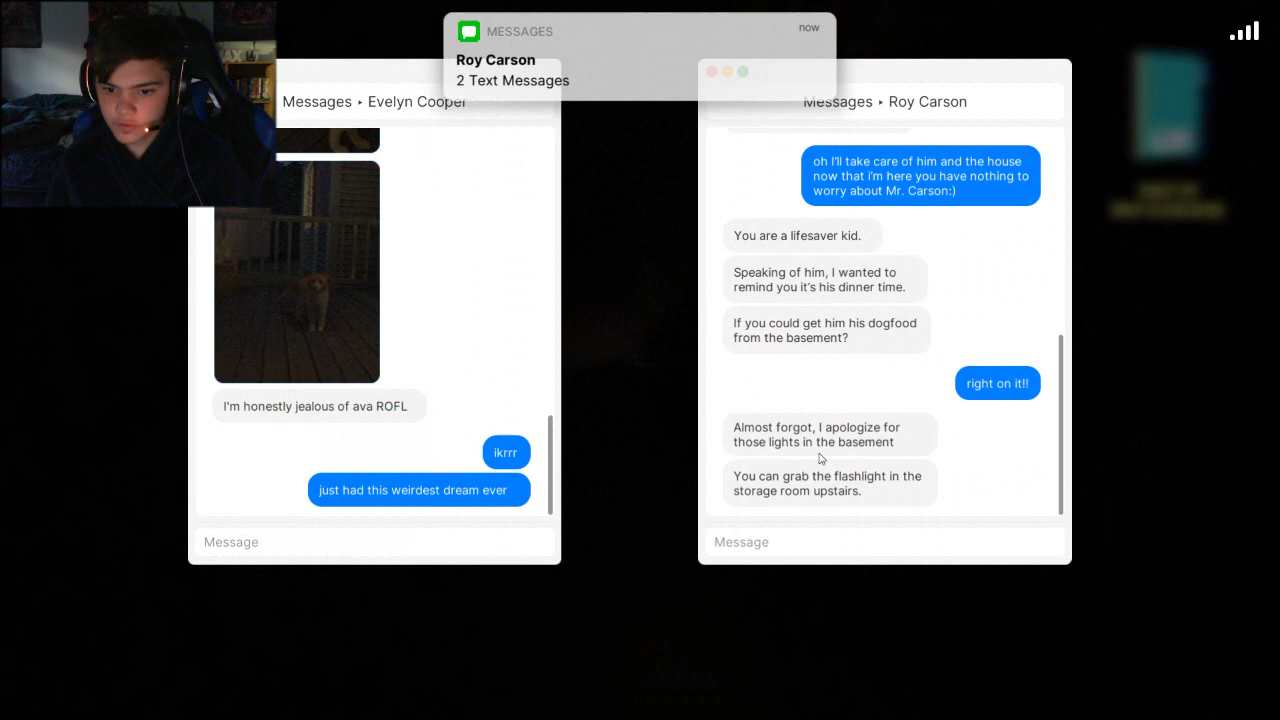 MESSAGES
now
Roy Carson
2 Text Messages
Messages ‣ Evelyn Cooper
I'm honestly jealous of ava ROFL
ikrrr
just had this weirdest dream ever
Message
Messages ‣ Roy Carson
oh I'll take care of him and the house
now that i'm here you have nothing to
worry about Mr. Carson:)
You are a lifesaver kid.
Speaking of him, I wanted to
remind you it's his dinner time.
If you could get him his dogfood
from the basement?
right on it!!
Almost forgot, I apologize for
those lights in the basement
You can grab the flashlight in the
storage room upstairs.
Message